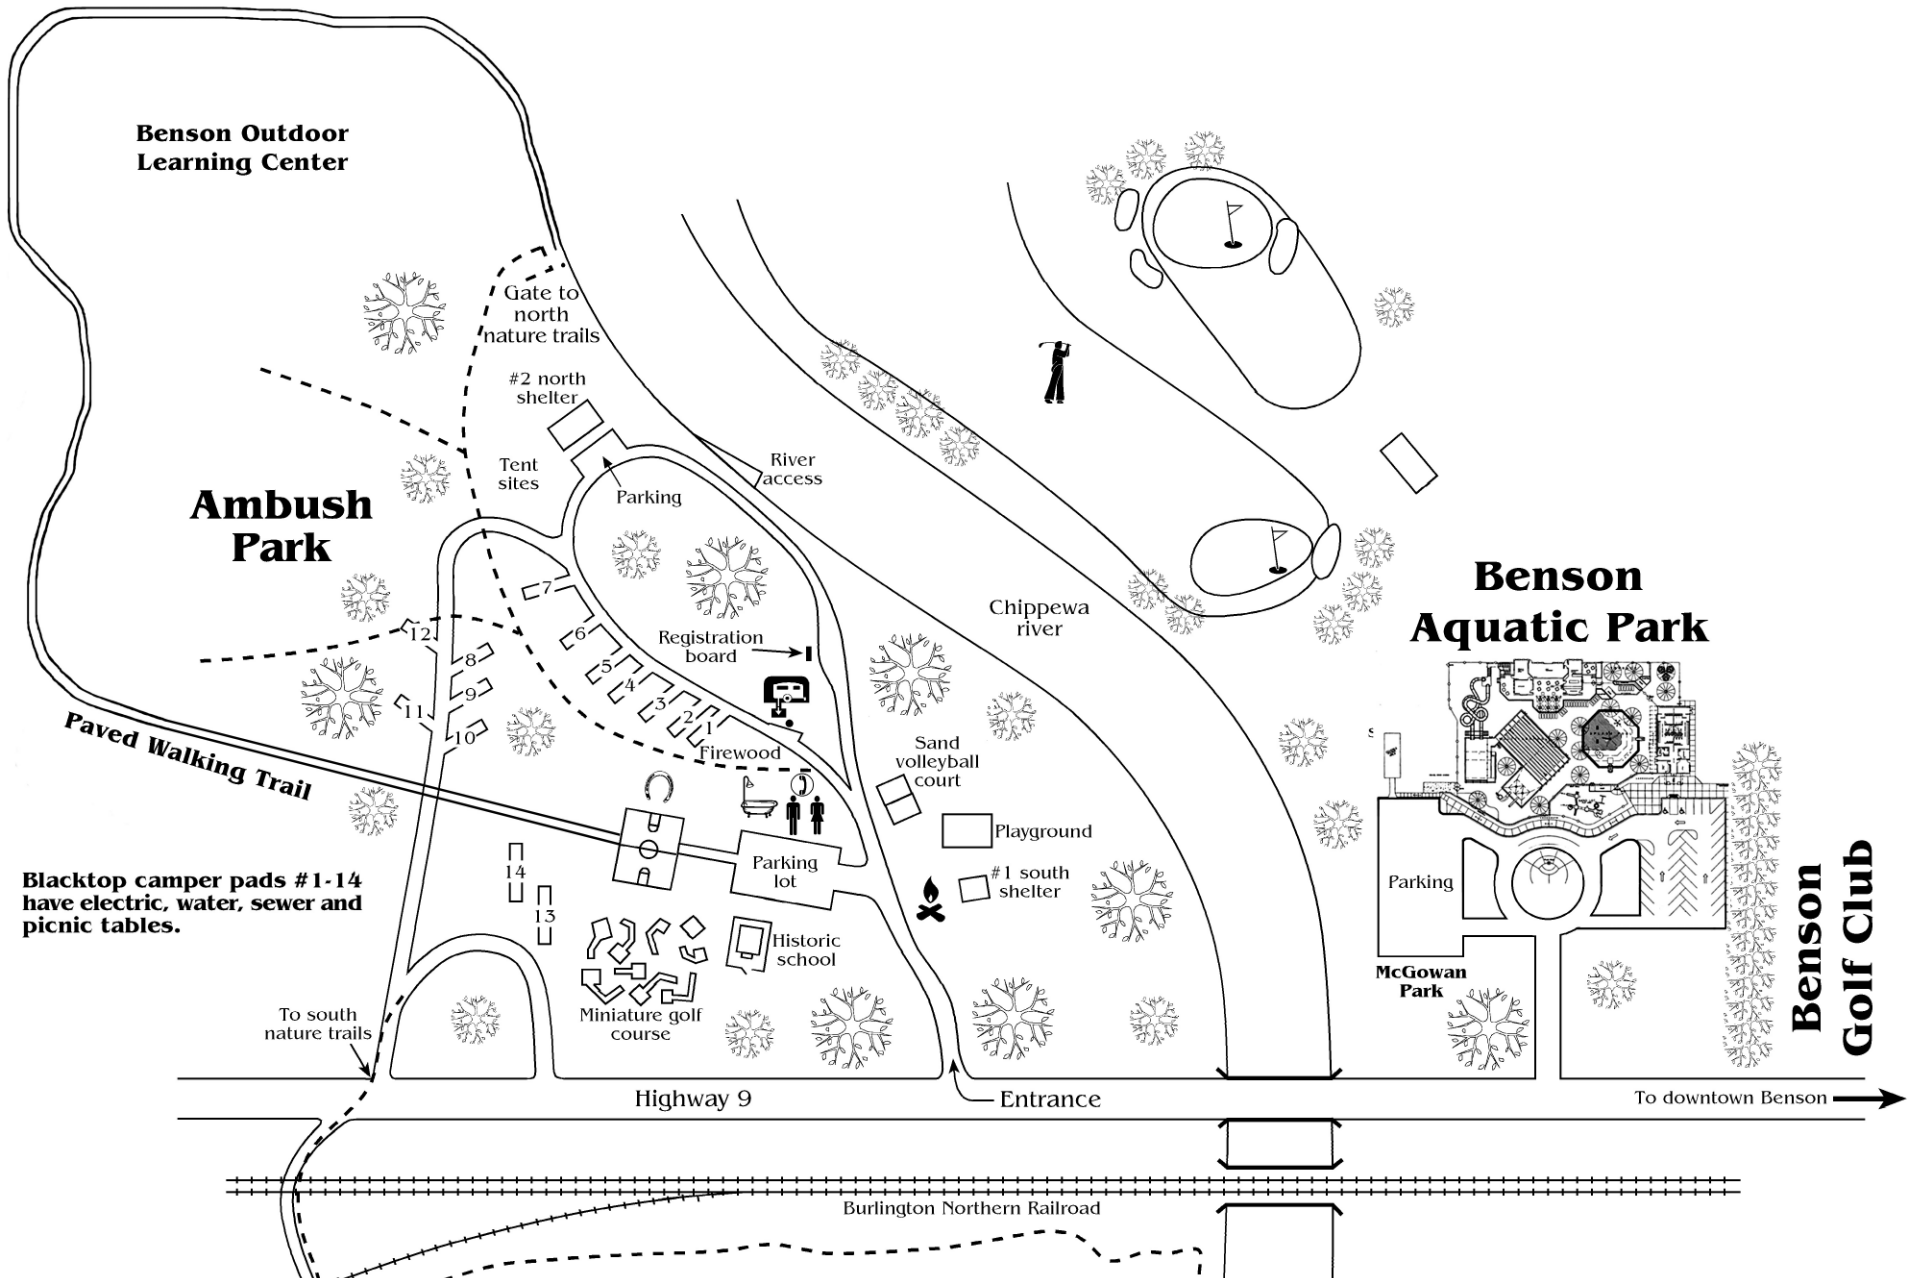 Benson Outdoor
Learning Center
Gate to
north
nature trails
#2 north
shelter
Tent
sites
Parking
River
access
Ambush
Park
7
6
5
4
3
2
1
12
8
9
11
10
Registration
board
Firewood
Chippewa
river
Paved Walking Trail
Sand
volleyball
court
Playground
#1 south
shelter
Parking
lot
14
13
Historic
school
Miniature golf
course
Blacktop camper pads #1-14
have electric, water, sewer and
picnic tables.
To south
nature trails
Benson
Aquatic Park
S
Parking
McGowan
Park
Benson
Golf Club
Highway 9
Entrance
To downtown Benson
Burlington Northern Railroad